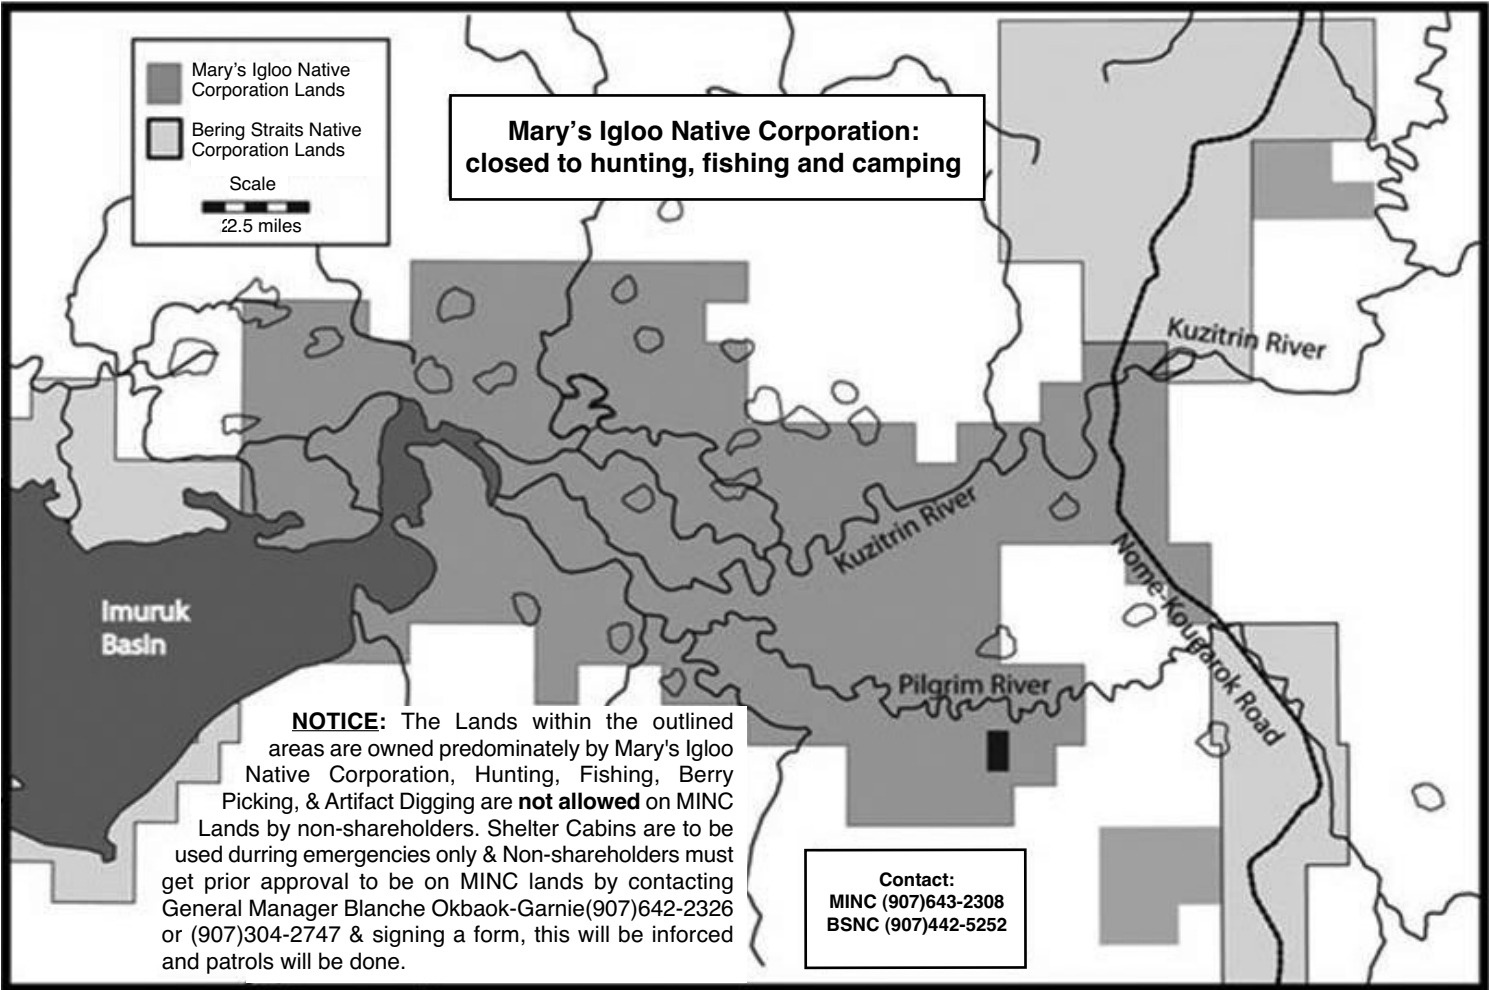 Mary's Igloo Native
Corporation Lands
Bering Straits Native
Corporation Lands
Scale
2.5 miles
Mary's Igloo Native Corporation:
closed to hunting, fishing and camping
Kuzitrin River
Kuzitrin River
Nome-Kougarok Road
Imuruk
Basin
Pilgrim River
NOTICE: The Lands within the outlined
areas are owned predominately by Mary's Igloo
Native Corporation, Hunting, Fishing, Berry
Picking, & Artifact Digging are not allowed on MINC
Lands by non-shareholders. Shelter Cabins are to be
used durring emergencies only & Non-shareholders must
get prior approval to be on MINC lands by contacting
General Manager Blanche Okbaok-Garnie(907)642-2326
or (907)304-2747 & signing a form, this will be inforced
and patrols will be done.
Contact:
MINC (907)643-2308
BSNC (907)442-5252